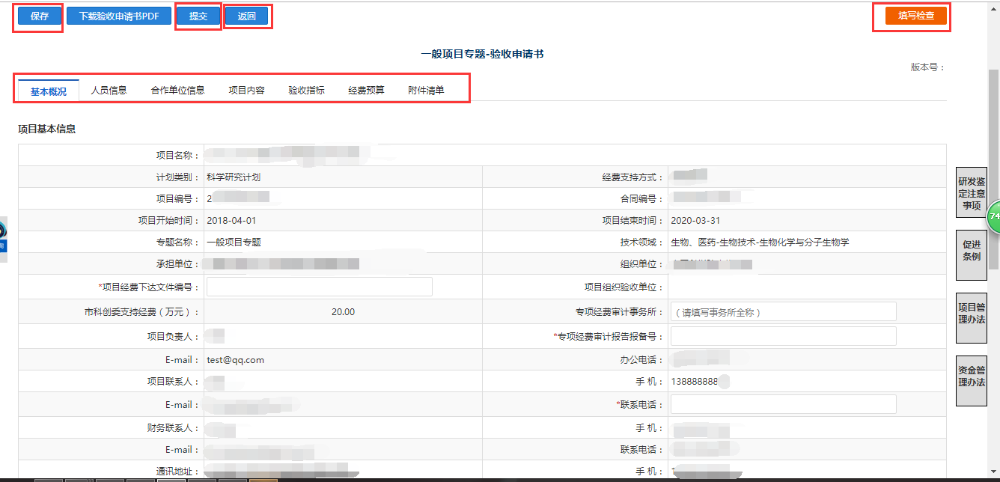 保存 下载验收申请书PDF 提交 返回 填写检查
一般项目专题-验收申请书
版本号：
基本概况 人员信息 合作单位信息 项目内容 验收指标 经费预算 附件清单
项目基本信息
项目名称：
计划类别： 科学研究计划 经费支持方式：
项目编号： 2 合同编号：
项目开始时间： 2018-04-01 项目结束时间： 2020-03-31
专题名称： 一般项目专题 技术领域： 生物、医药-生物技术-生物化学与分子生物学
承担单位： 组织单位：
*项目经费下达文件编号： 项目组织验收单位：
市科创委支持经费（万元）： 20.00 专项经费审计事务所： （请填写事务所全称）
项目负责人： *专项经费审计报告报备号：
E-mail： test@qq.com 办公电话：
项目联系人： 手 机： 138888888
E-mail： *联系电话：
财务联系人： 手 机：
E-mail： 联系电话：
通讯地址： 手 机：
研发鉴
定注意
事项
74
促进
条例
项目管
理办法
资金管
理办法